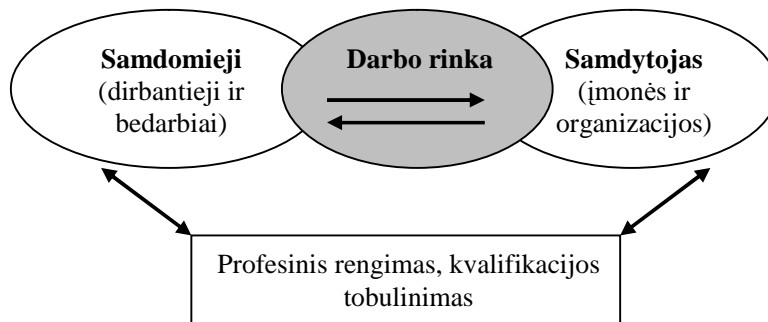 Samdomieji
(dirbantieji ir
bedarbiai)
Darbo rinka
Samdytojas
(įmonės ir
organizacijos)
Profesinis rengimas, kvalifikacijos
tobulinimas